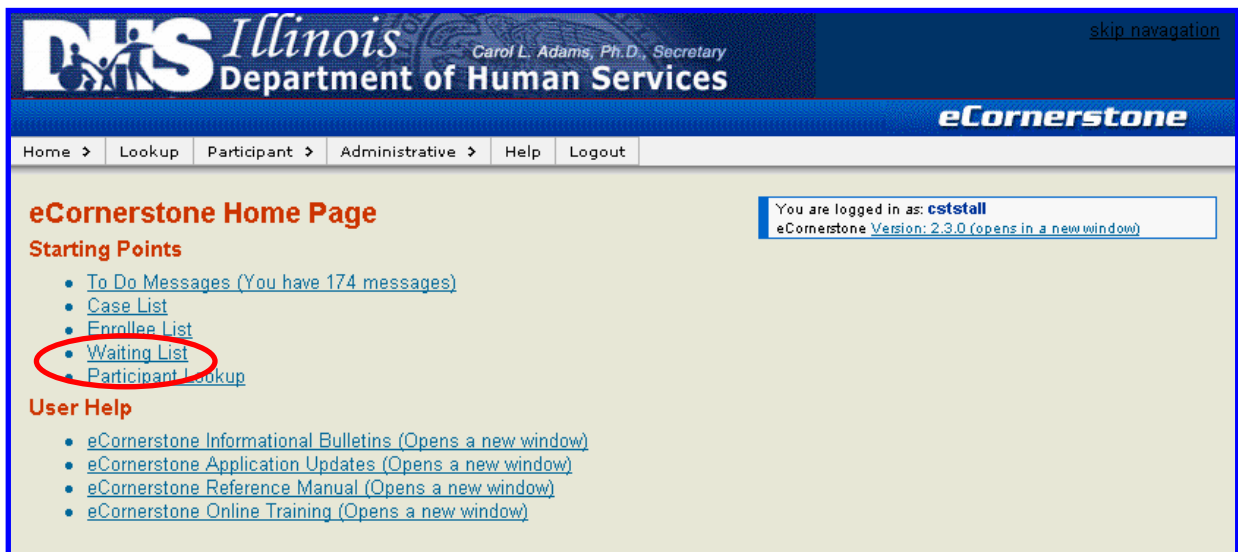 DHS Illinois Carol L. Adams, Ph.D., Secretary
Department of Human Services
skip navagation
eCornerstone
Home > Lookup Participant > Administrative > Help Logout
eCornerstone Home Page
You are logged in as: cststall
eCornerstone Version: 2.3.0 (opens in a new window)
Starting Points
To Do Messages (You have 174 messages)
Case List
Enrollee List
Waiting List
Participant Lookup
User Help
eCornerstone Informational Bulletins (Opens a new window)
eCornerstone Application Updates (Opens a new window)
eCornerstone Reference Manual (Opens a new window)
eCornerstone Online Training (Opens a new window)